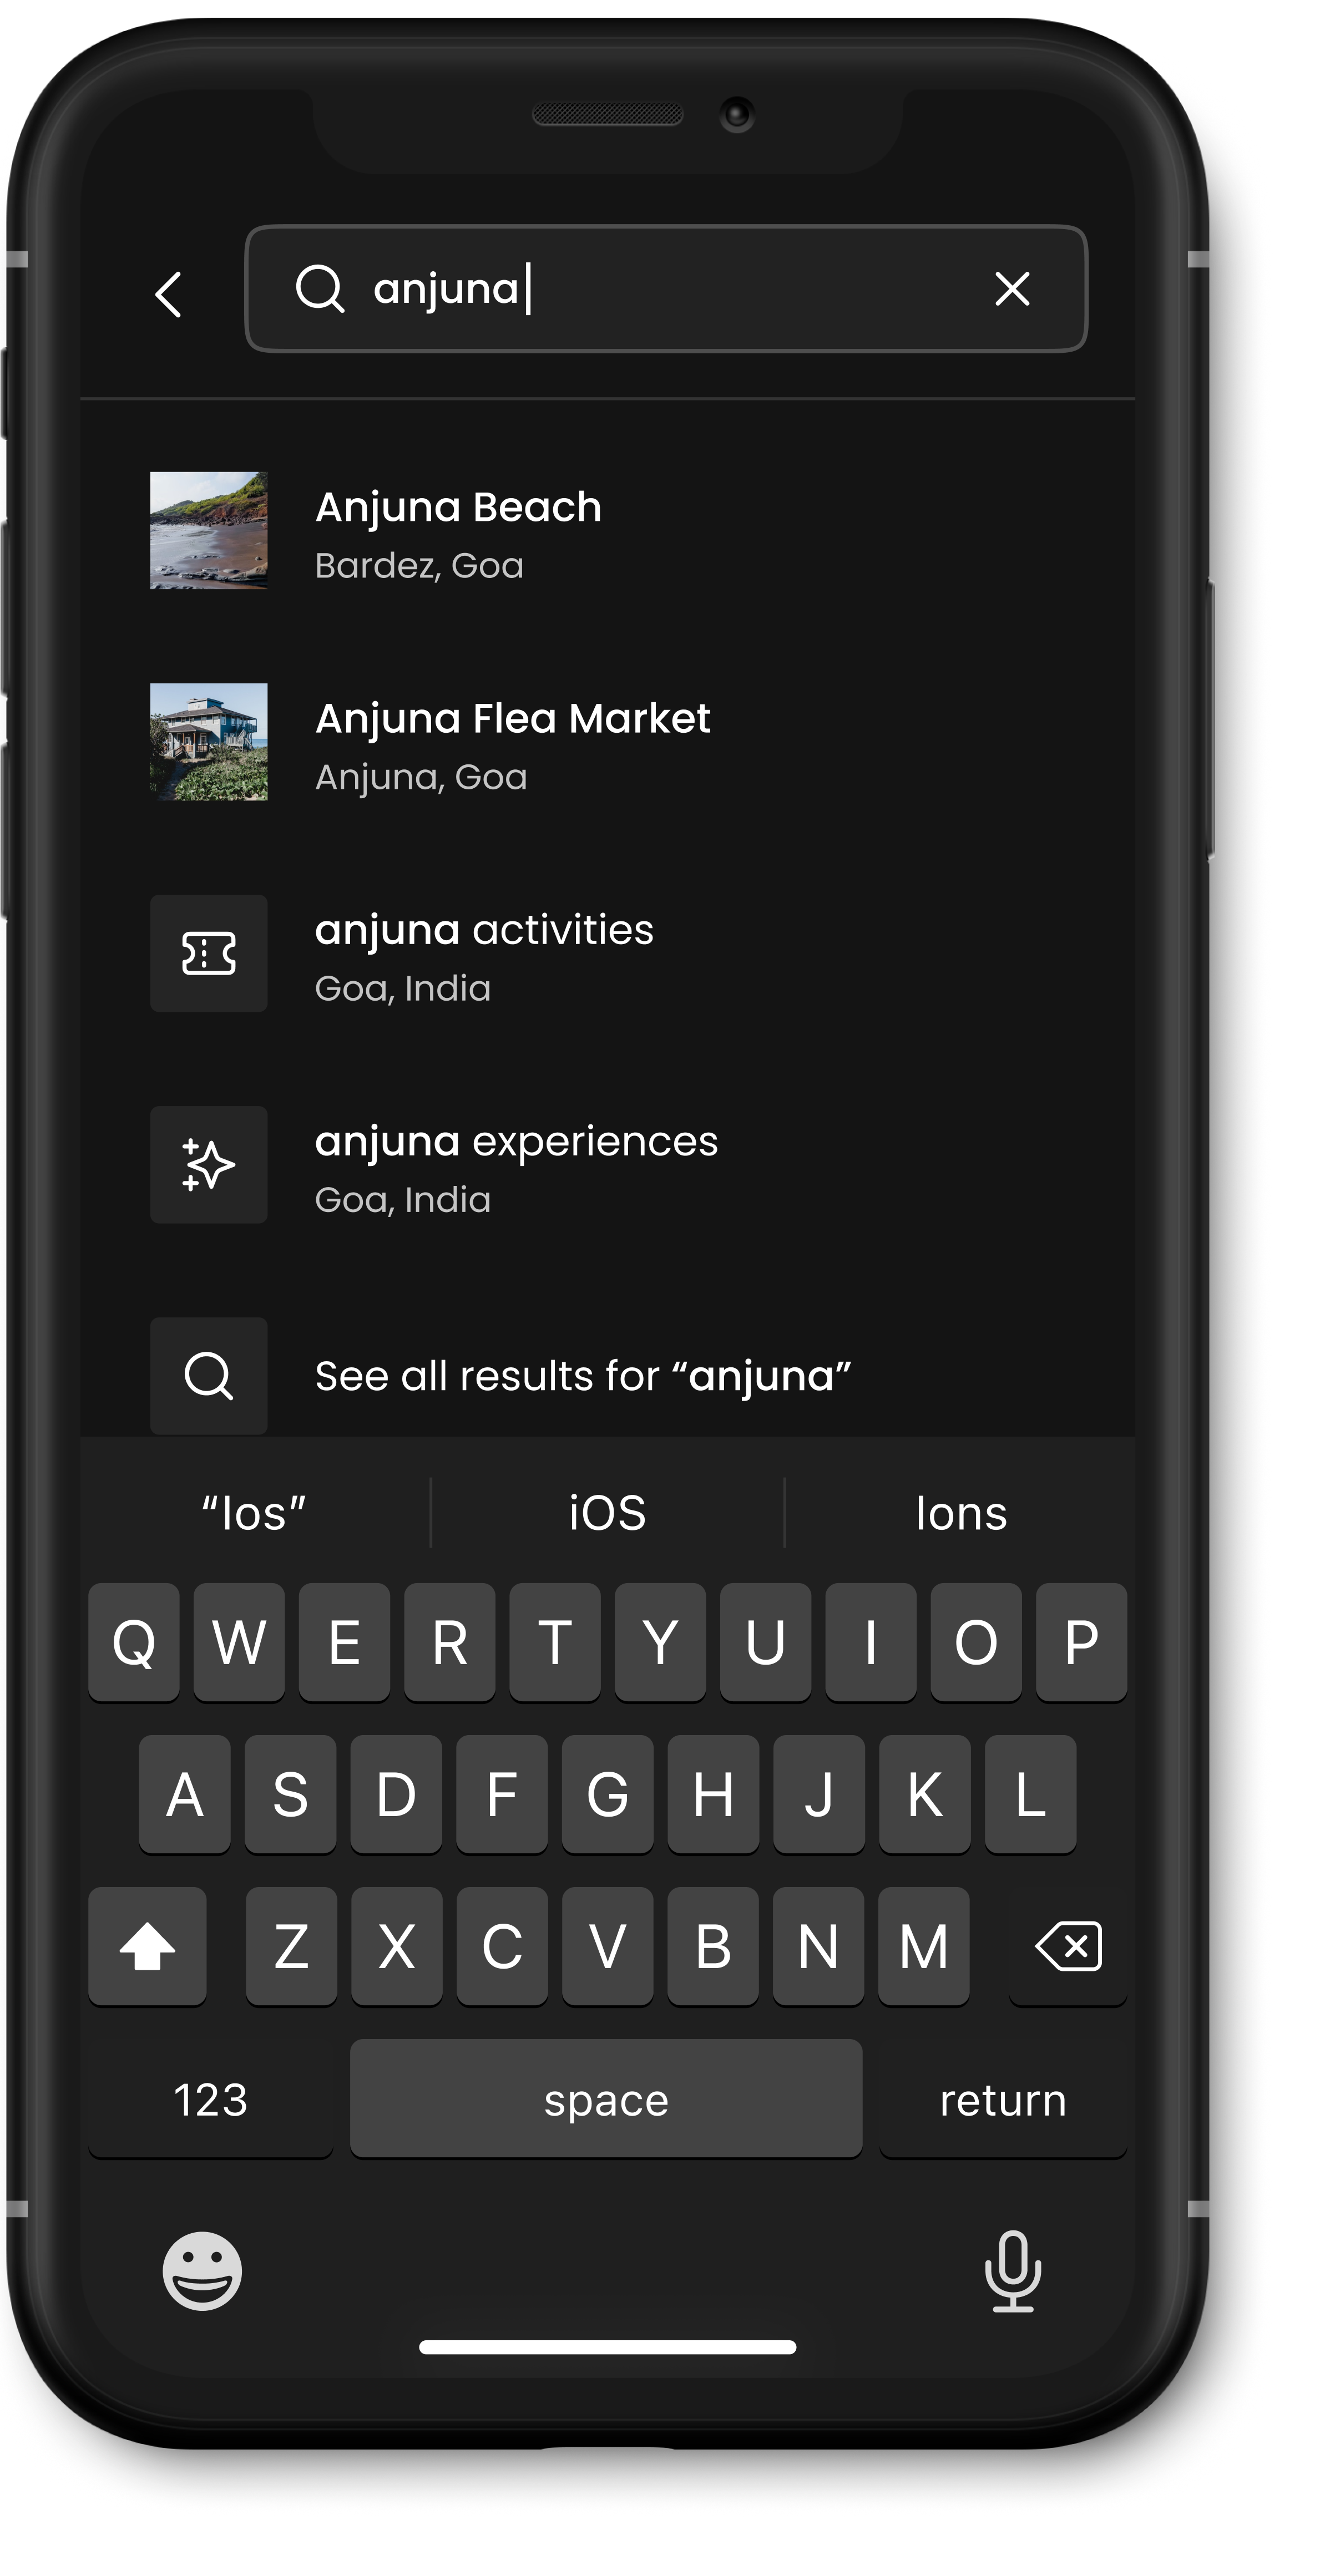 anjuna
Anjuna Beach
Bardez, Goa
Anjuna Flea Market
Anjuna, Goa
anjuna activities
Goa, India
anjuna experiences
Goa, India
See all results for “anjuna”
“Ios” iOS Ions
Q W E R T Y U I O P
A S D F G H J K L
Z X C V B N M
123 space return